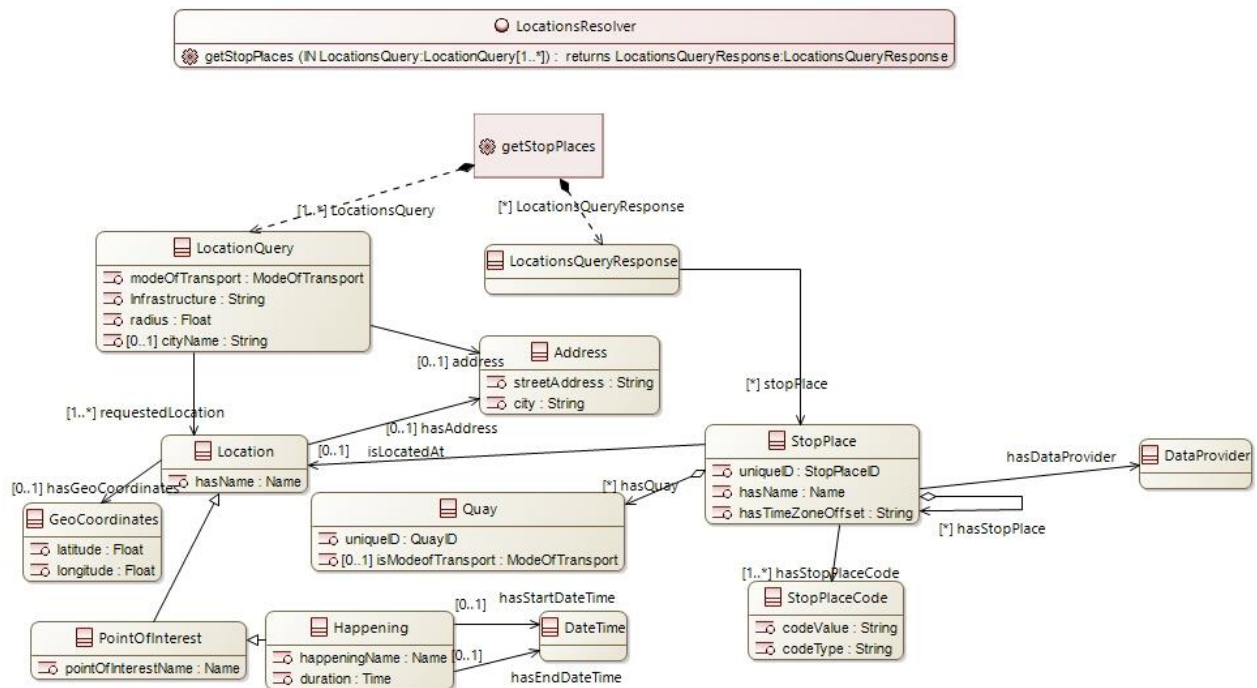 LocationsResolver
getStopPlaces (IN LocationsQuery:LocationQuery[1..*]) : returns LocationsQueryResponse:LocationsQueryResponse
getStopPlaces
[1..*] LocationsQuery
[*] LocationsQueryResponse
LocationQuery
modeOfTransport : ModeOfTransport
Infrastructure : String
radius : Float
[0..1] cityName : String
LocationsQueryResponse
[0..1] address
Address
streetAddress : String
city : String
[*] stopPlace
[1..*] requestedLocation
[0..1] hasAddress
[0..1] isLocatedAt
Location
hasName : Name
StopPlace
uniqueID : StopPlaceID
hasName : Name
hasTimeZoneOffset : String
hasDataProvider
DataProvider
[0..1] hasGeoCoordinates
[*] hasQuay
[*] hasStopPlace
GeoCoordinates
latitude : Float
longitude : Float
Quay
uniqueID : QuayID
[0..1] isModeofTransport : ModeOfTransport
[1..*] hasStopPlaceCode
StopPlaceCode
codeValue : String
codeType : String
PointOfInterest
pointOfInterestName : Name
Happening
happeningName : Name
duration : Time
[0..1] hasStartDateTime
DateTime
[0..1]
hasEndDateTime